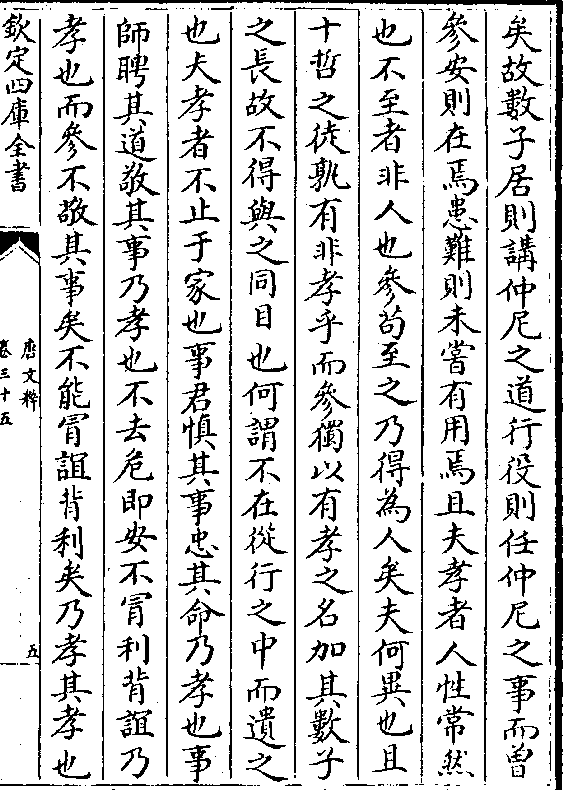 矣故數子居則講仲尼之道行役則任仲尼之事而曽
參安則在焉患難則未嘗有用焉且夫孝者人性常然
也不至者非人也參苟至之乃得為人矣夫何異也且
十哲之徒孰有非孝乎而參獨以有孝之名加其數子
之長故不得與之同目也何謂不在從行之中而遺之
也夫孝者不止于家也事君慎其事忠其命乃孝也事
師聘其道敬其事乃孝也不去危即安不冐利背誼乃
孝也而參不敬其事矣不能冐誼背利矣乃孝其孝也
欽定四庫全書
唐文粹
卷三十五
五